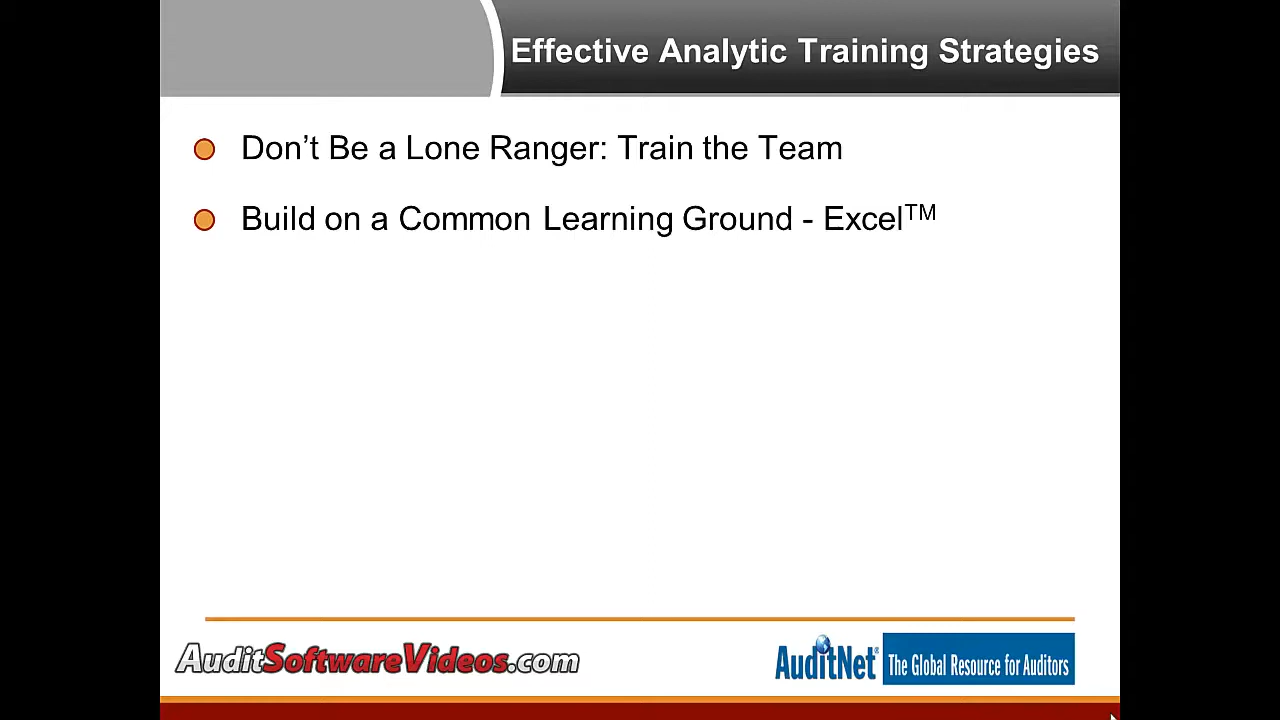 Effective Analytic Training Strategies
Don’t Be a Lone Ranger: Train the Team
Build on a Common Learning Ground - Excel™
AuditSoftwareVideos.com
AuditNet® The Global Resource for Auditors